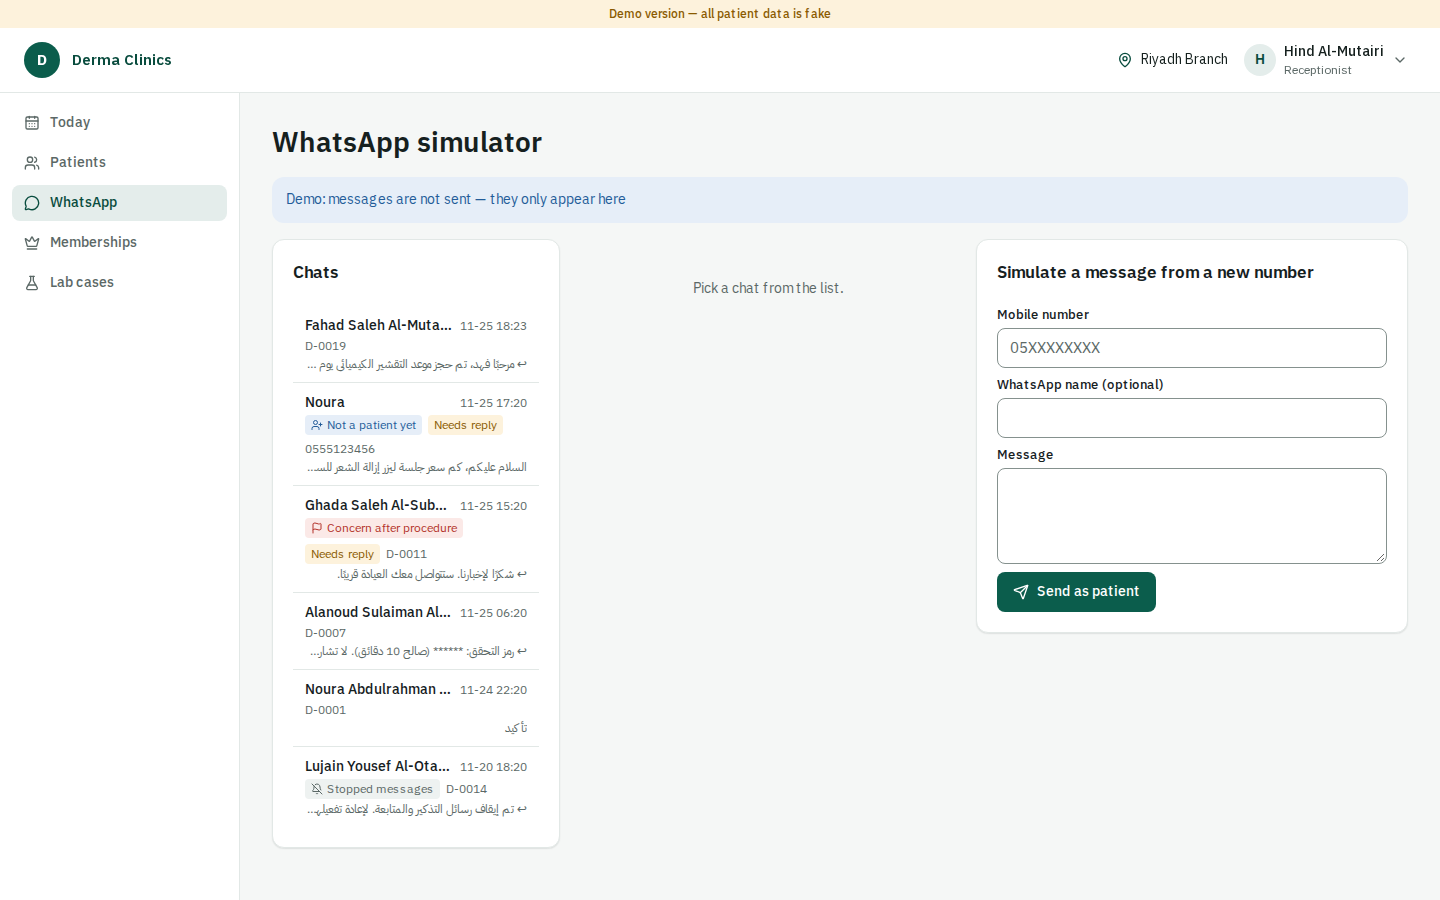 Demo version — all patient data is fake
D
Derma Clinics
Riyadh Branch
H
Hind Al-Mutairi
Receptionist
Today
Patients
WhatsApp
Memberships
Lab cases
WhatsApp simulator
Demo: messages are not sent — they only appear here
Chats
Fahad Saleh Al-Muta... 11-25 18:23
D-0019
↩ مرحبًا فهد، تم حجز موعد التقشير الكيميائي يوم ...
Noura 11-25 17:20
Not a patient yet Needs reply
0555123456
السلام عليكم، كم سعر جلسة ليزر إزالة الشعر للسـ...
Ghada Saleh Al-Sub... 11-25 15:20
Concern after procedure
Needs reply D-0011
↩ شكرًا لإخبارنا. ستتواصل معك العيادة قريبًا.
Alanoud Sulaiman Al... 11-25 06:20
D-0007
↩ رمز التحقق: ****** (صالح 10 دقائق). لا تشار...
Noura Abdulrahman ... 11-24 22:20
D-0001
تأكيد
Lujain Yousef Al-Ota... 11-20 18:20
Stopped messages D-0014
↩ تم إيقاف رسائل التذكير والمتابعة. لإعادة تفعيلهـ...
Pick a chat from the list.
Simulate a message from a new number
Mobile number
05XXXXXXXX
WhatsApp name (optional)
Message
Send as patient